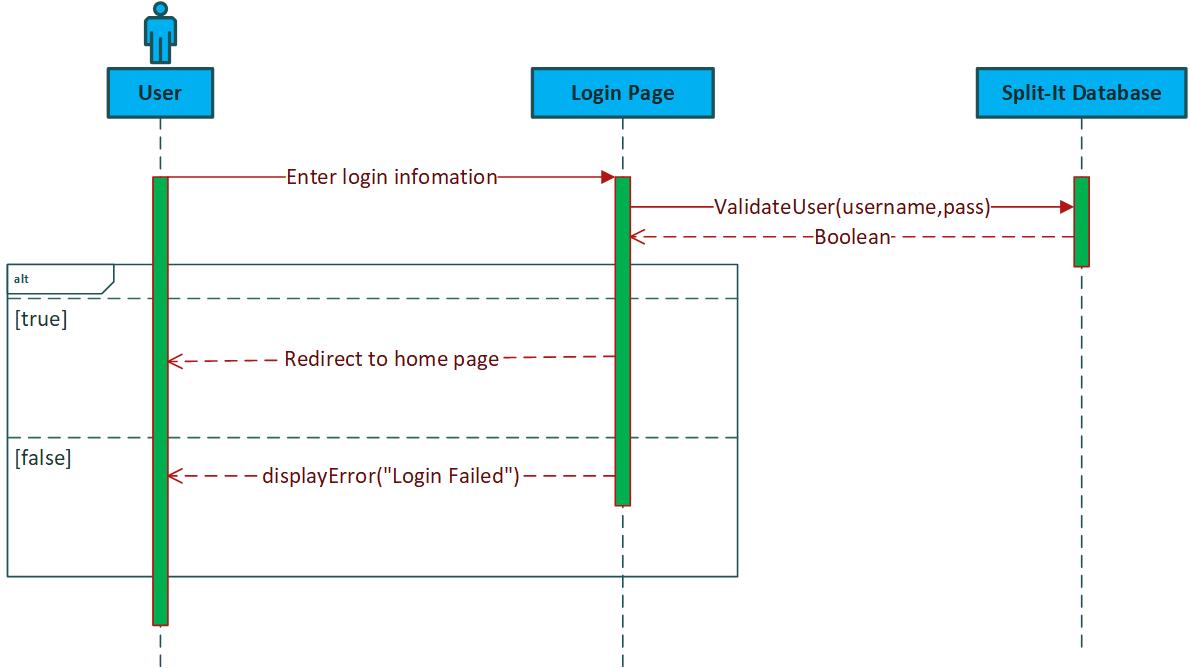 User
Login Page
Split-It Database
Enter login infomation
ValidateUser(username,pass)
Boolean
alt
[true]
Redirect to home page
[false]
displayError("Login Failed")